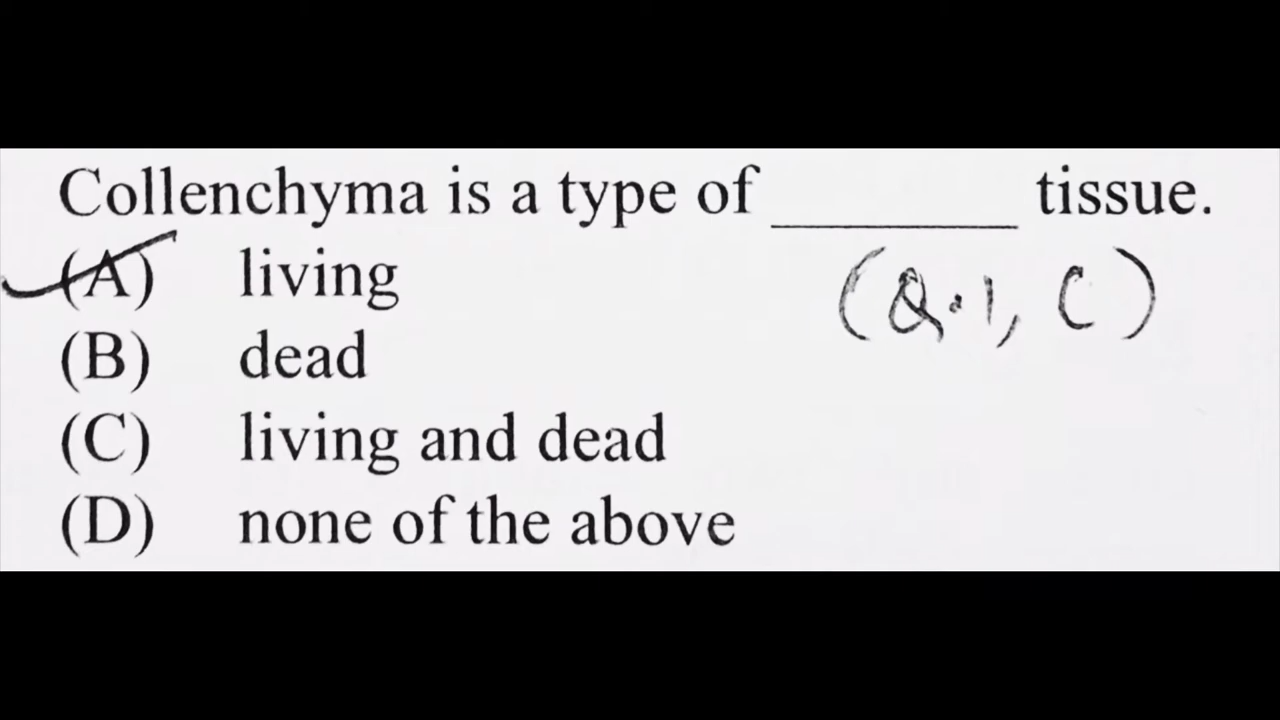 Collenchyma is a type of ________ tissue.
(A) living
(Q.1, C)
(B) dead
(C) living and dead
(D) none of the above